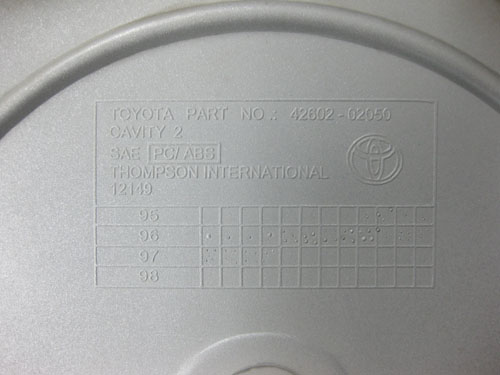 TOYOTA PART NO.: 42602-02050
CAVITY 2
SAE PC/ABS
THOMPSON INTERNATIONAL
12149
95
96
97
98